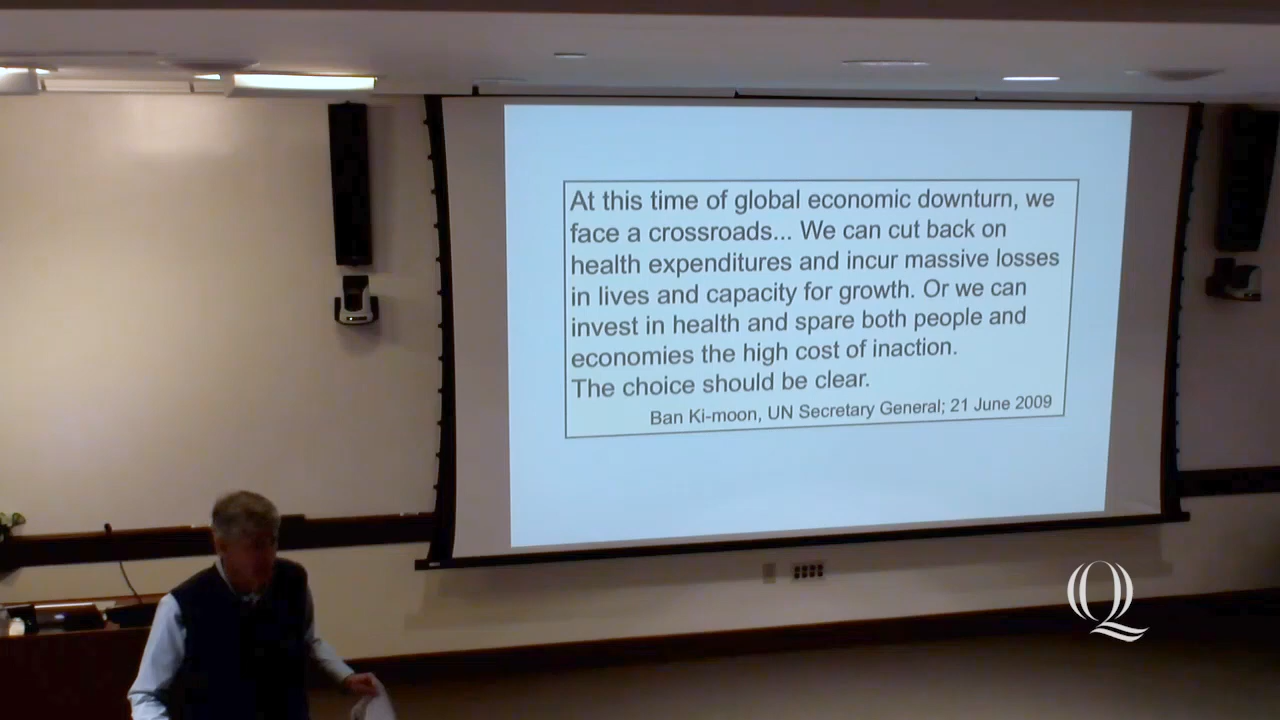 At this time of global economic downturn, we
face a crossroads... We can cut back on
health expenditures and incur massive losses
in lives and capacity for growth. Or we can
invest in health and spare both people and
economies the high cost of inaction.
The choice should be clear.
Ban Ki-moon, UN Secretary General; 21 June 2009
Q